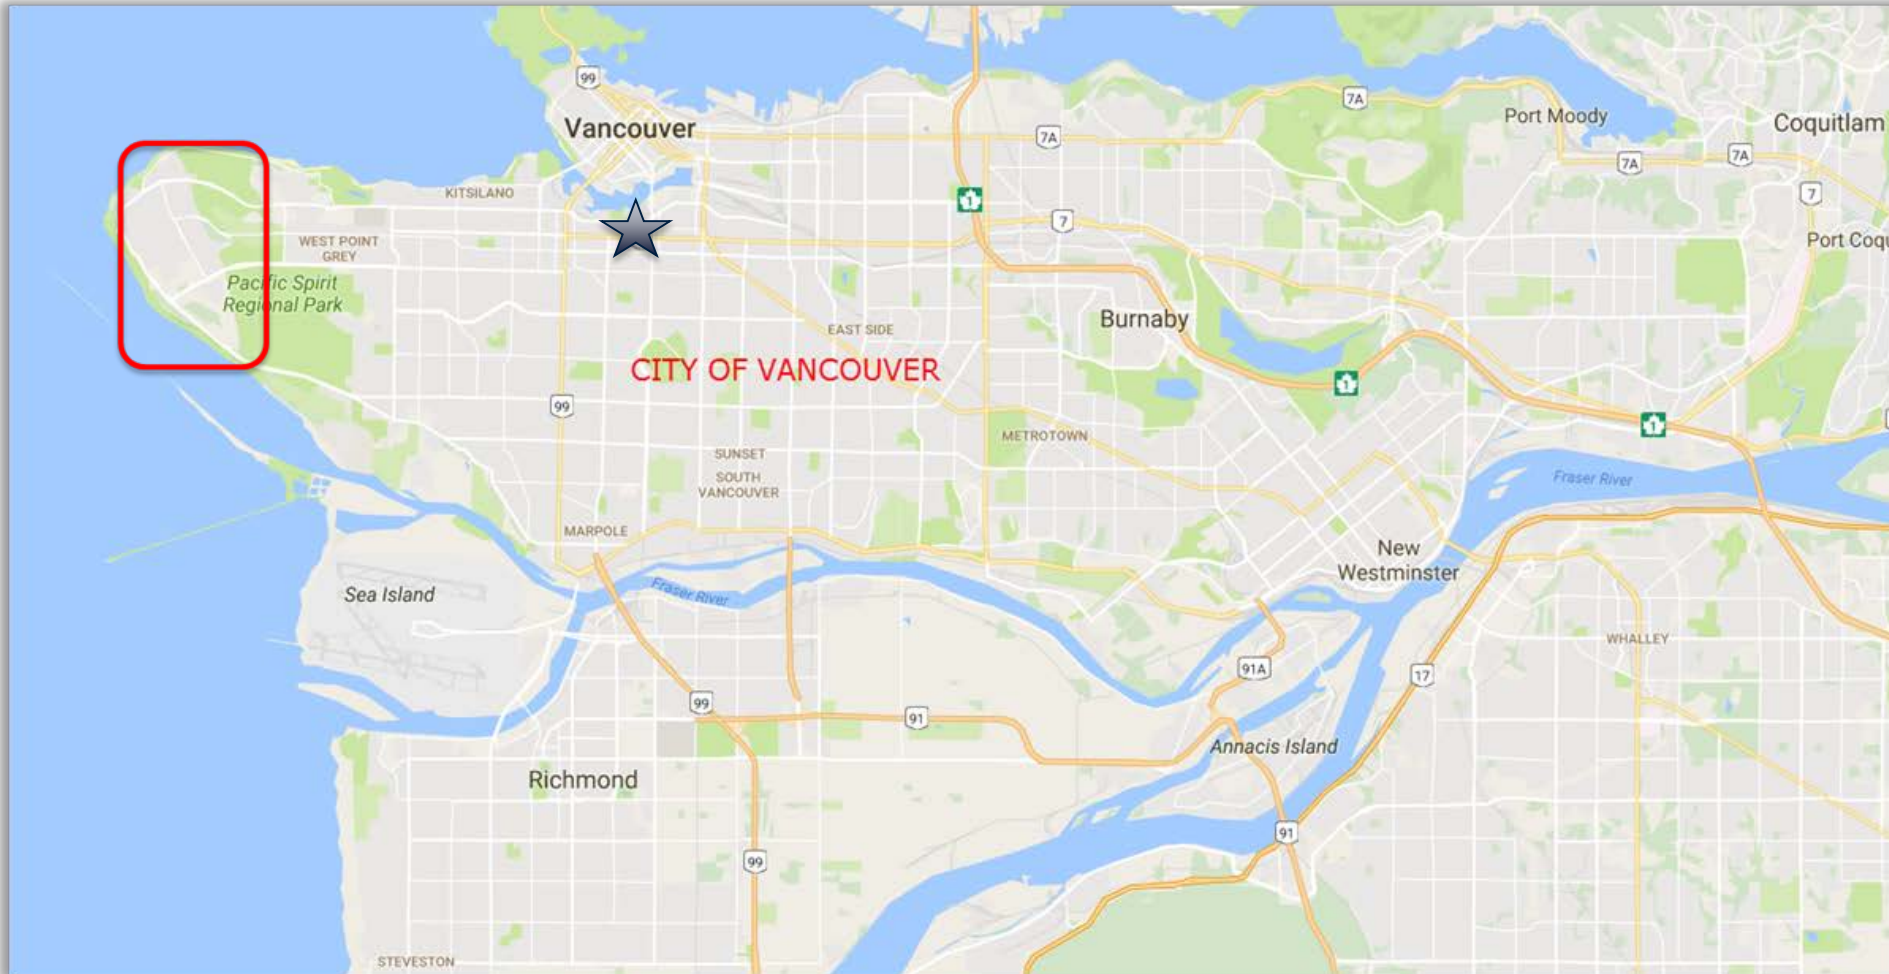 99
7A
Port Moody
Coquitlam
Vancouver
7A
7A
7A
KITSILANO
1
7
7
WEST POINT
GREY
Port Coqu
Pacific Spirit
Regional Park
Burnaby
EAST SIDE
CITY OF VANCOUVER
1
99
1
METROTOWN
SUNSET
SOUTH
VANCOUVER
Fraser River
MARPOLE
New
Westminster
Sea Island
Fraser River
WHALLEY
91A
17
99
91
Annacis Island
Richmond
91
99
STEVESTON